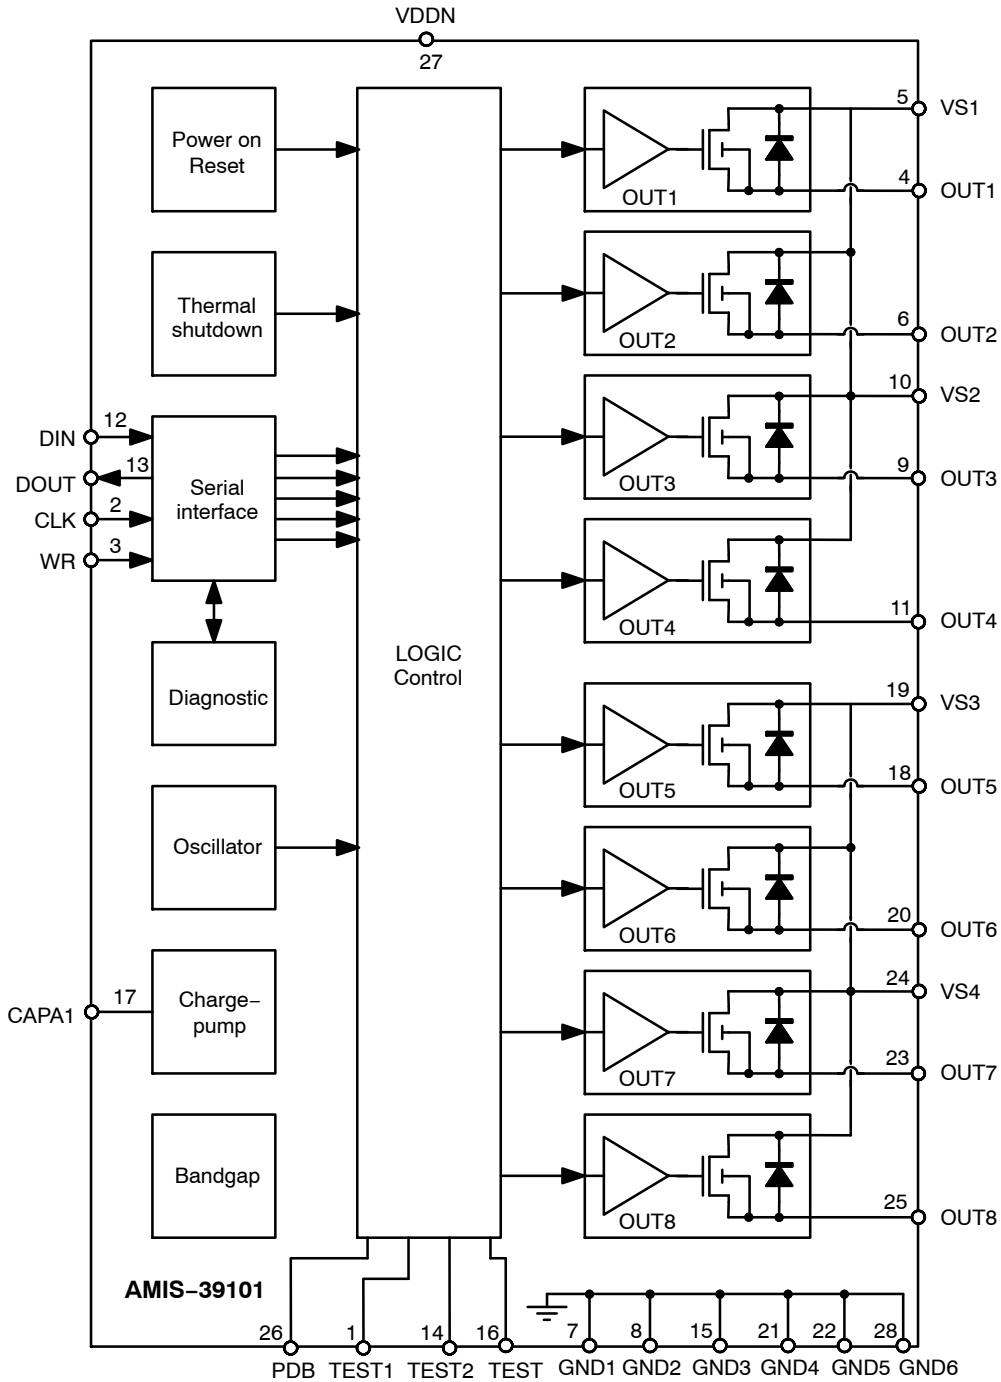 VDDN
27
Power on
Reset
Thermal
shutdown
DIN
12
DOUT
13
CLK
2
WR
3
Serial
interface
Diagnostic
Oscillator
CAPA1
17
Charge–
pump
Bandgap
AMIS–39101
LOGIC
Control
OUT1
5
VS1
4
OUT1
OUT2
6
OUT2
10
VS2
OUT3
9
OUT3
OUT4
11
OUT4
19
VS3
OUT5
18
OUT5
OUT6
20
OUT6
24
VS4
OUT7
23
OUT7
OUT8
25
OUT8
26
PDB
1
TEST1
14
TEST2
16
TEST
7
GND1
8
GND2
15
GND3
21
GND4
22
GND5
28
GND6